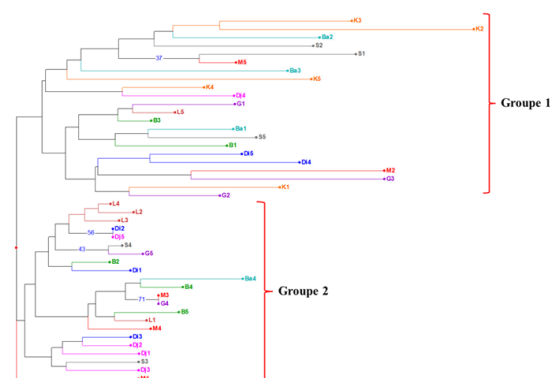 K3
K2
Ba2
S2
S1
37
M5
Ba3
K5
K4
Dj4
G1
Groupe 1
L5
B3
Ba1
S5
B1
Di5
Di4
M2
G3
K1
G2
L4
L2
L3
Di2
56
Dj5
S4
43
G5
B2
Di1
Ba4
B4
Groupe 2
M3
71
G4
B5
L1
M4
Di3
Dj2
Dj1
S3
Dj3